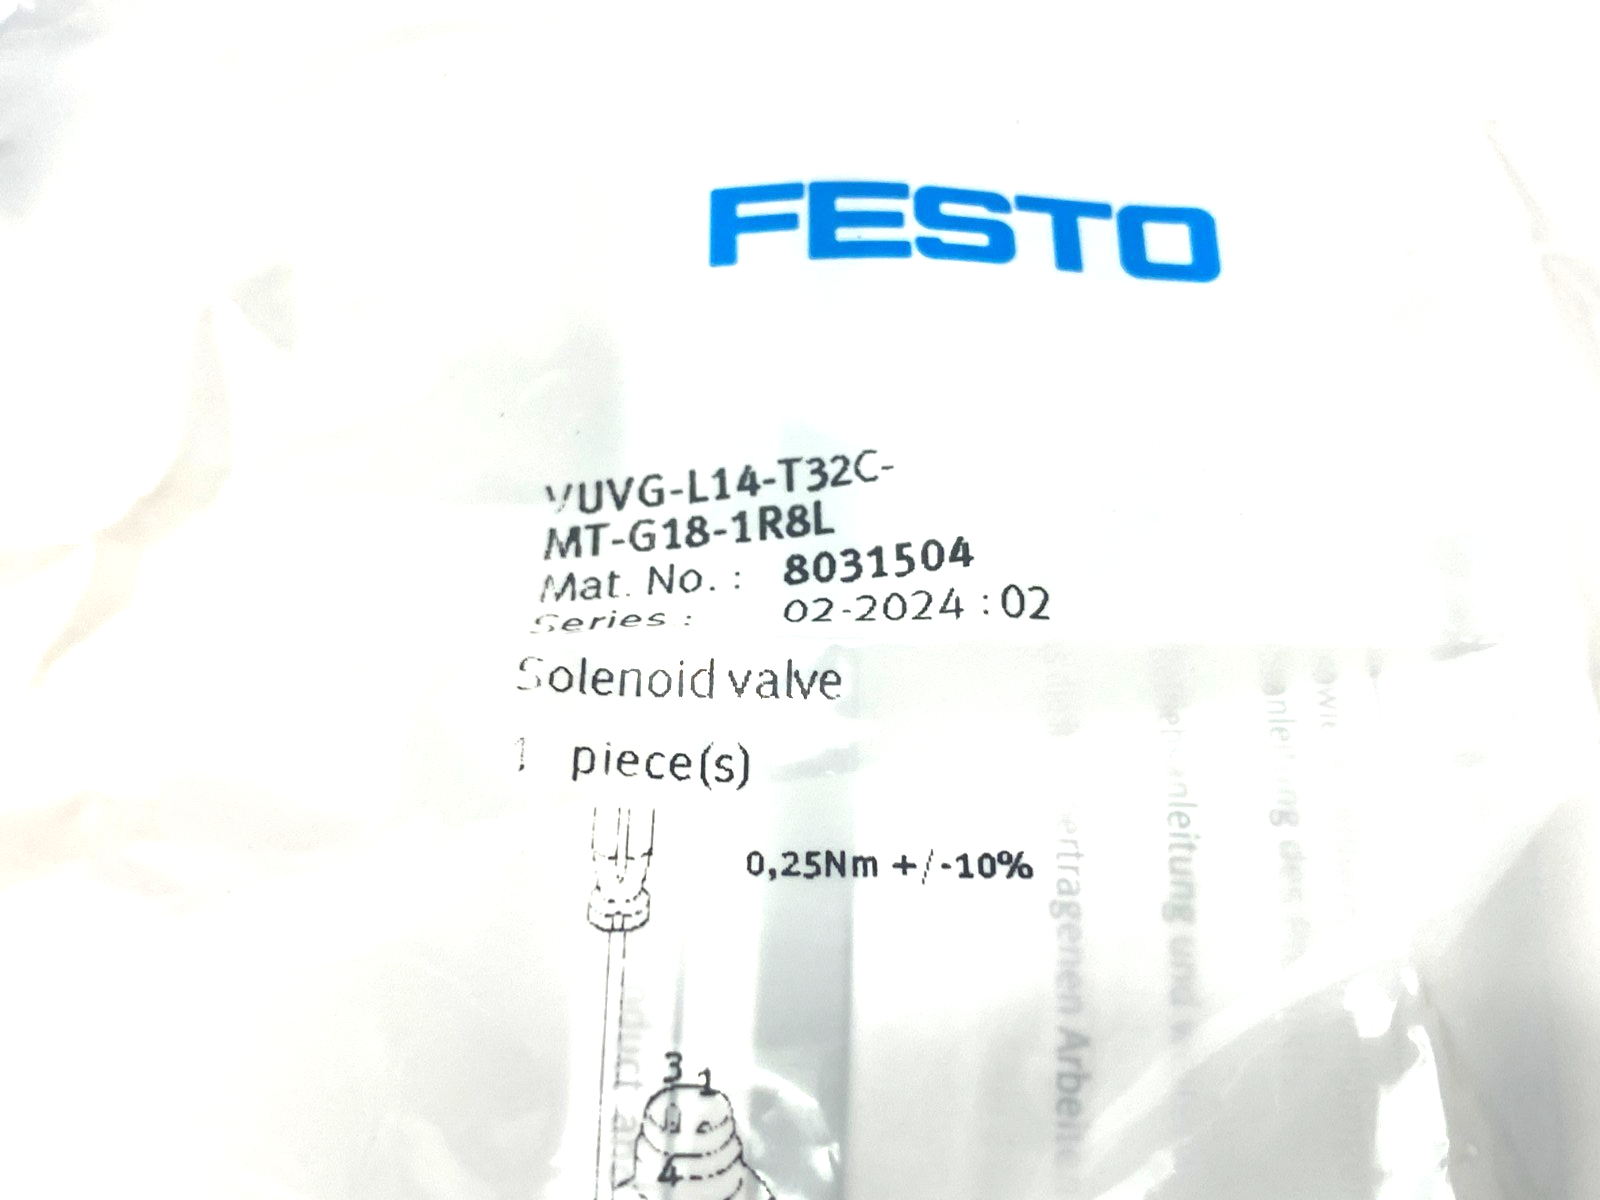 FESTO
VUVG-L14-T32C-
MT-G18-1R8L
Mat. No. : 8031504
Series : 02-2024 : 02
Solenoid valve
1 piece(s)
0,25Nm +/-10%
3 1
4